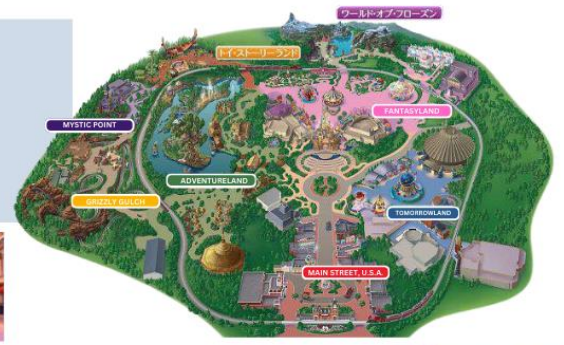 ワールド・オブ・フローズン
トイ・ストーリーランド
FANTASYLAND
MYSTIC POINT
ADVENTURELAND
GRIZZLY GULCH
TOMORROWLAND
MAIN STREET, U.S.A.